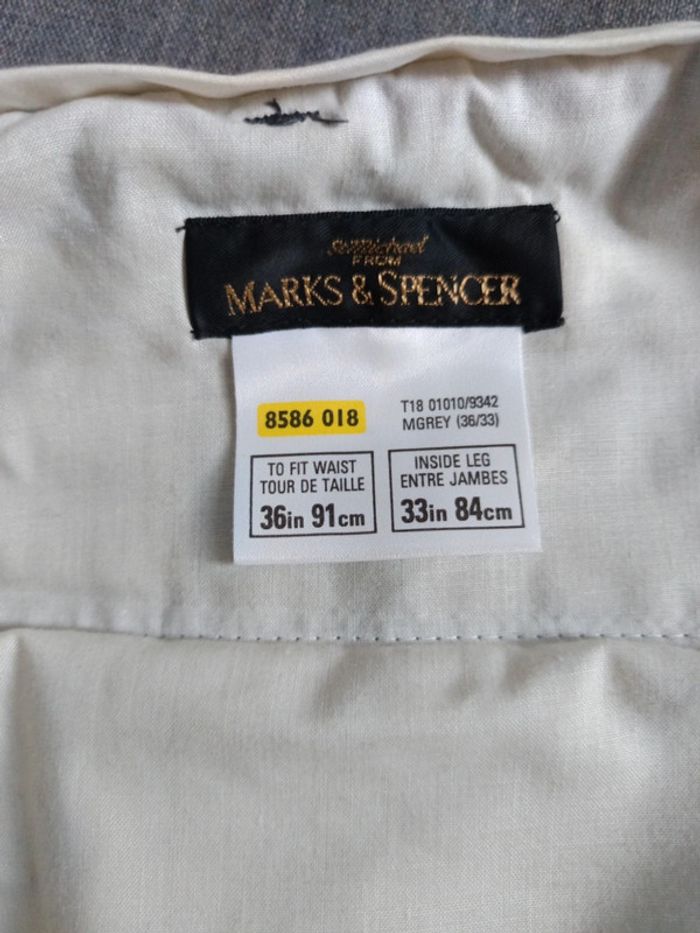 St Michael
FROM
MARKS & SPENCER
8586 018
T18 01010/9342
MGREY (36/33)
TO FIT WAIST
TOUR DE TAILLE
36in 91cm
INSIDE LEG
ENTRE JAMBES
33in 84cm